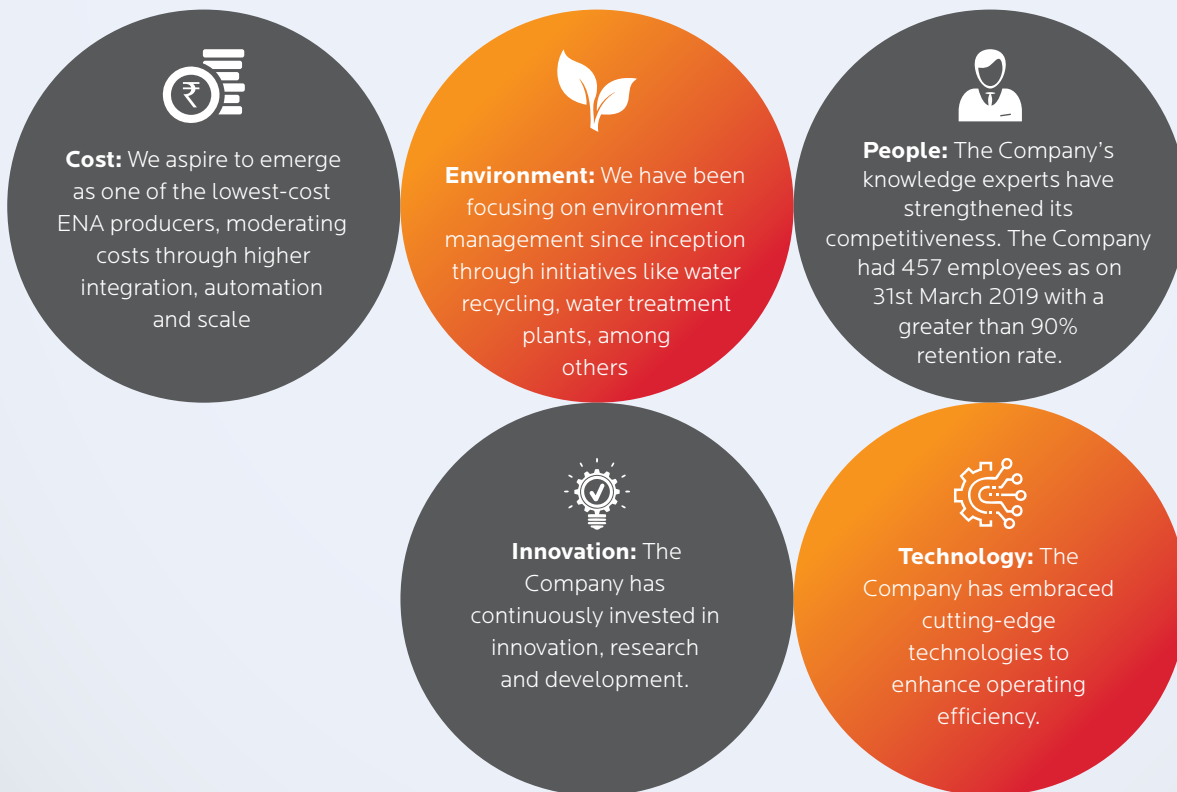 ₹
Cost: We aspire to emerge
as one of the lowest-cost
ENA producers, moderating
costs through higher
integration, automation
and scale
Environment: We have been
focusing on environment
management since inception
through initiatives like water
recycling, water treatment
plants, among
others
People: The Company’s
knowledge experts have
strengthened its
competitiveness. The Company
had 457 employees as on
31st March 2019 with a
greater than 90%
retention rate.
Innovation: The
Company has
continuously invested in
innovation, research
and development.
Technology: The
Company has embraced
cutting-edge
technologies to
enhance operating
efficiency.